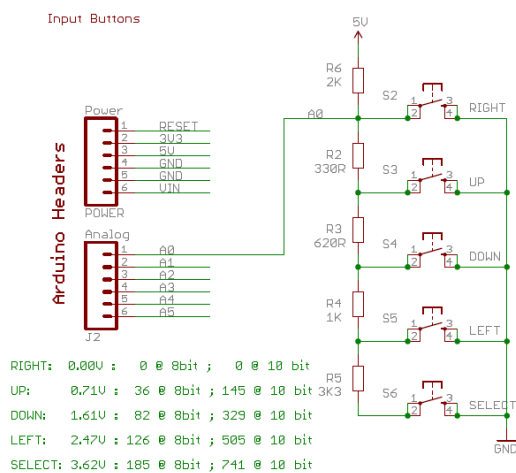 Input Buttons
5V
R6
2K
S2
1
2
3
4
RIGHT
A0
Power
1
2
3
4
5
6
RESET
3V3
5V
GND
GND
VIN
POWER
Arduino Headers
Analog
1
2
3
4
5
6
A0
A1
A2
A3
A4
A5
J2
R2
330R
S3
1
2
3
4
UP
R3
620R
S4
1
2
3
4
DOWN
R4
1K
S5
1
2
3
4
LEFT
R5
3K3
S6
1
2
3
4
SELECT
GND
RIGHT: 0.00V : 0 @ 8bit ; 0 @ 10 bit
UP: 0.71V : 36 @ 8bit ; 145 @ 10 bit
DOWN: 1.61V : 82 @ 8bit ; 329 @ 10 bit
LEFT: 2.47V : 126 @ 8bit ; 505 @ 10 bit
SELECT: 3.62V : 185 @ 8bit ; 741 @ 10 bit